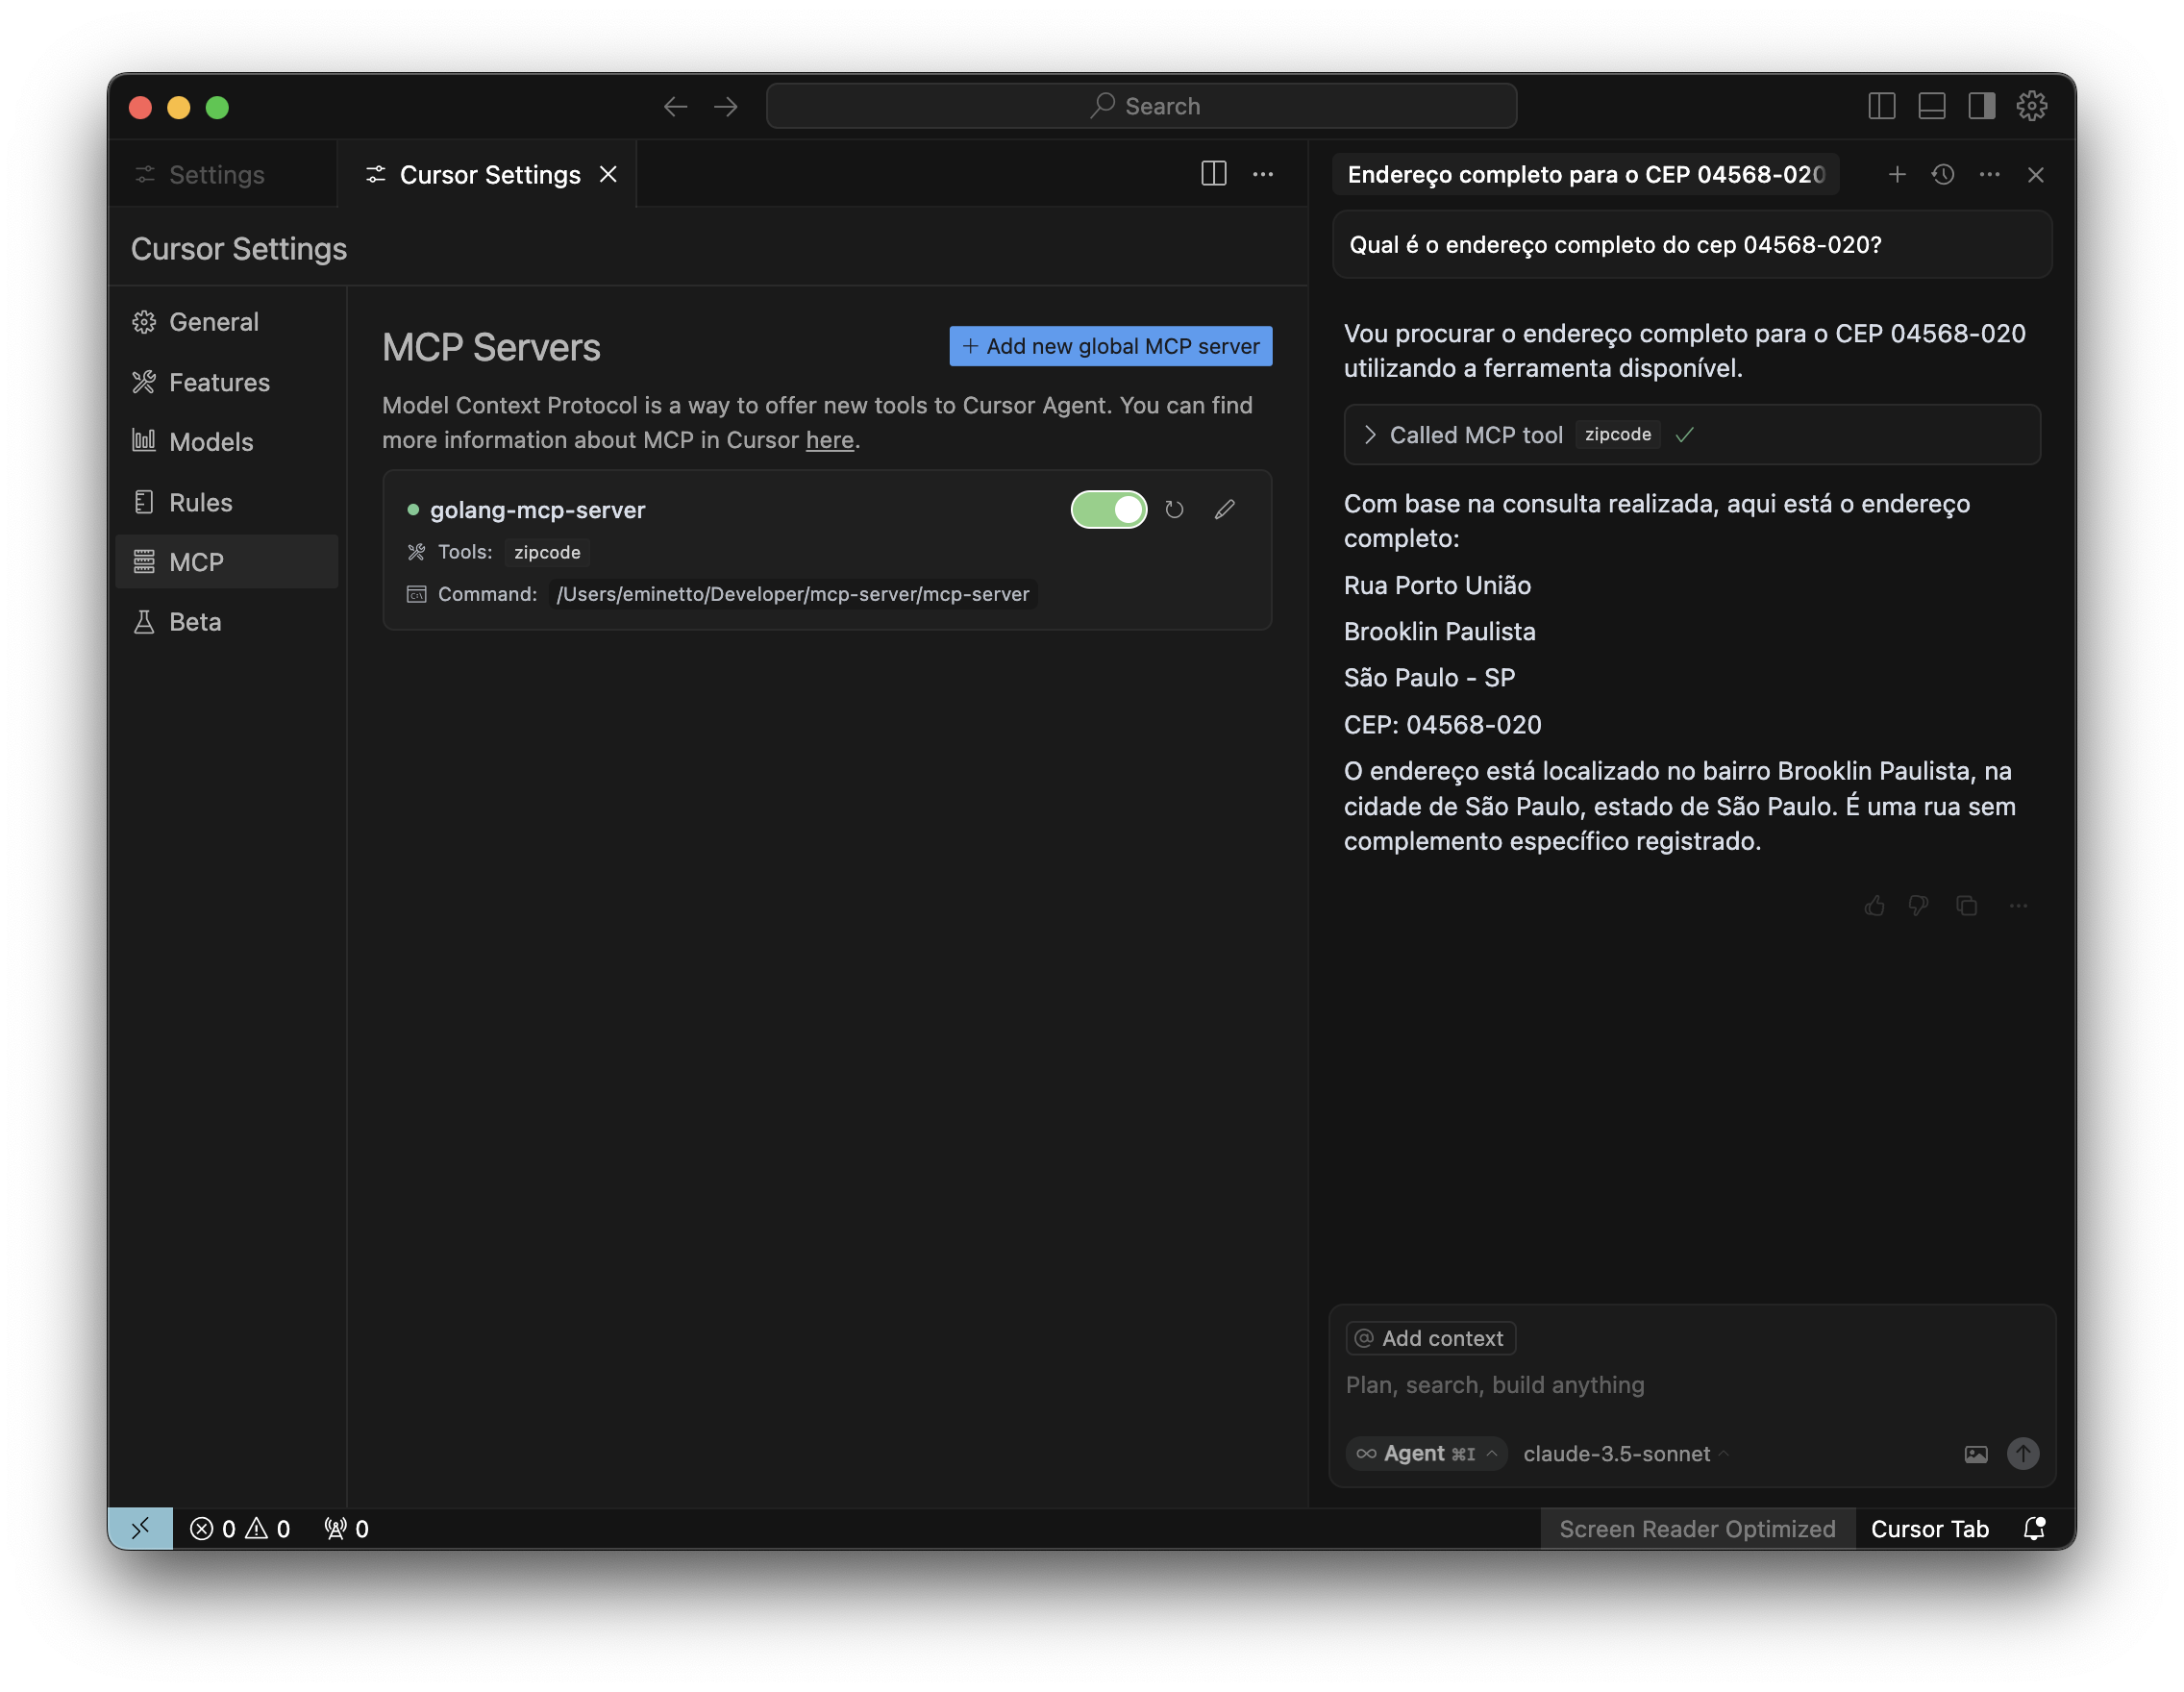 Search
Settings
Cursor Settings
Endereço completo para o CEP 04568-020
Cursor Settings
General
Features
Models
Rules
MCP
Beta
MCP Servers
+ Add new global MCP server
Model Context Protocol is a way to offer new tools to Cursor Agent. You can find
more information about MCP in Cursor here.
golang-mcp-server
Tools: zipcode
Command: /Users/eminetto/Developer/mcp-server/mcp-server
Qual é o endereço completo do cep 04568-020?
Vou procurar o endereço completo para o CEP 04568-020
utilizando a ferramenta disponível.
Called MCP tool zipcode
Com base na consulta realizada, aqui está o endereço
completo:
Rua Porto União
Brooklin Paulista
São Paulo - SP
CEP: 04568-020
O endereço está localizado no bairro Brooklin Paulista, na
cidade de São Paulo, estado de São Paulo. É uma rua sem
complemento específico registrado.
@ Add context
Plan, search, build anything
Agent ⌘I claude-3.5-sonnet
0 0 0
Screen Reader Optimized Cursor Tab